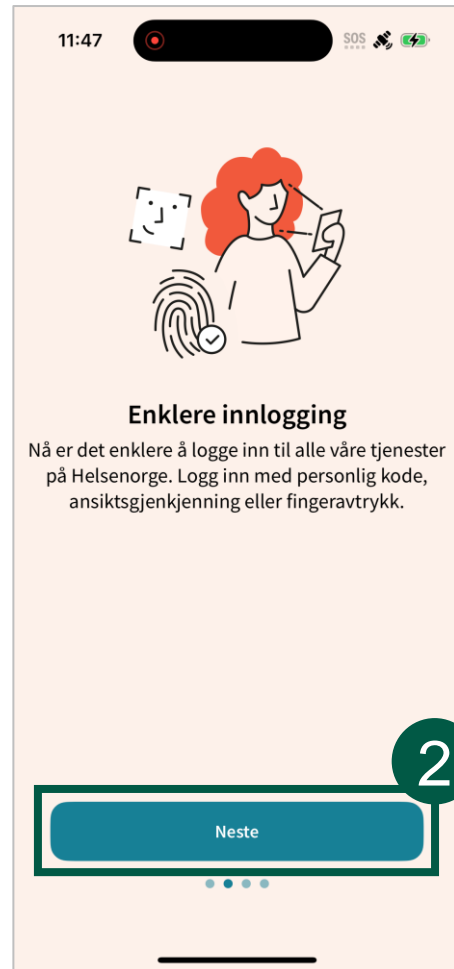 11:47 SOS
Enklere innlogging
Nå er det enklere å logge inn til alle våre tjenester
på Helsenorge. Logg inn med personlig kode,
ansiktsgjenkjenning eller fingeravtrykk.
2
Neste